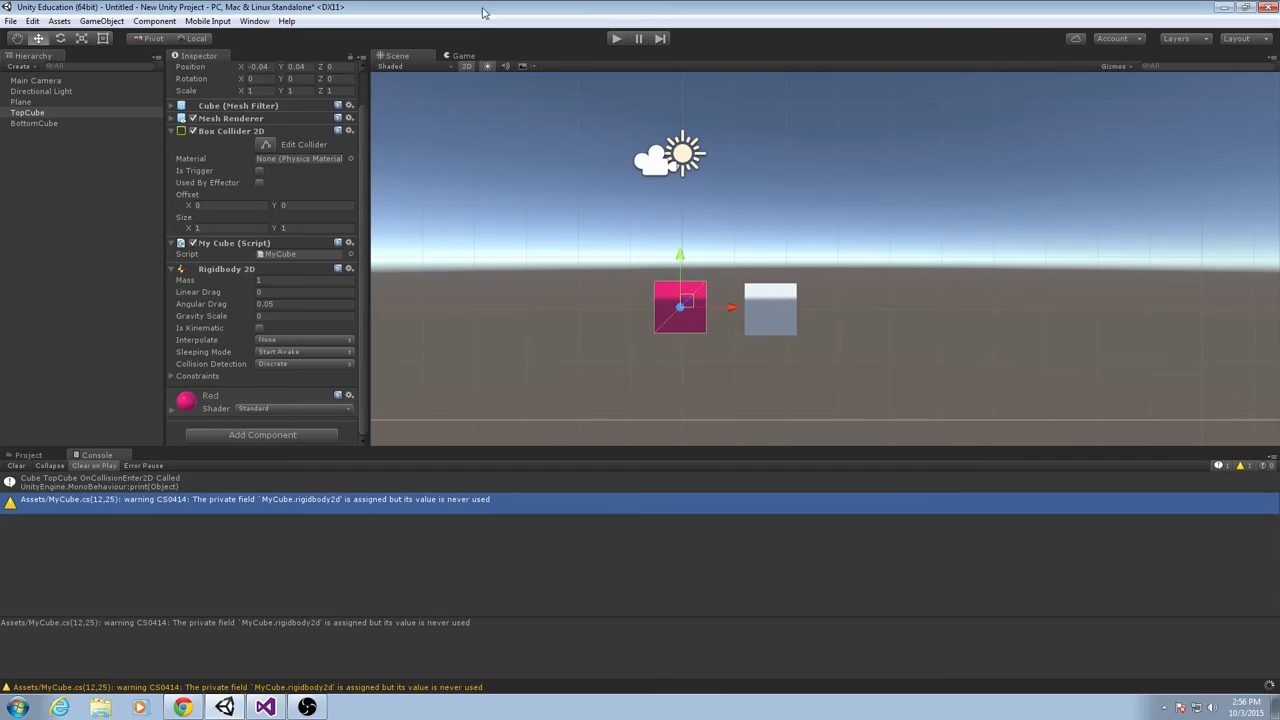 Unity Education (64bit) - Untitled - New Unity Project - PC, Mac & Linux Standalone* <DX11>
File Edit Assets GameObject Component Mobile Input Window Help
Pivot Local Account Layers Layout
Hierarchy
Create All
Main Camera
Directional Light
Plane
TopCube
BottomCube
Inspector
Position X -0.04 Y 0.04 Z 0
Rotation X 0 Y 0 Z 0
Scale X 1 Y 1 Z 1
Cube (Mesh Filter)
Mesh Renderer
Box Collider 2D
Edit Collider
Material None (Physics Material
Is Trigger
Used By Effector
Offset
X 0 Y 0
Size
X 1 Y 1
My Cube (Script)
Script MyCube
Rigidbody 2D
Mass 1
Linear Drag 0
Angular Drag 0.05
Gravity Scale 0
Is Kinematic
Interpolate None
Sleeping Mode Start Awake
Collision Detection Discrete
Constraints
Red
Shader Standard
Add Component
Scene Game
Shaded 2D Gizmos All
Project Console
Clear Collapse Clear on Play Error Pause 1 1 0
Cube TopCube OnCollisionEnter2D Called
UnityEngine.MonoBehaviour:print(Object)
Assets/MyCube.cs(12,25): warning CS0414: The private field `MyCube.rigidbody2d' is assigned but its value is never used
Assets/MyCube.cs(12,25): warning CS0414: The private field `MyCube.rigidbody2d' is assigned but its value is never used
Assets/MyCube.cs(12,25): warning CS0414: The private field `MyCube.rigidbody2d' is assigned but its value is never used
2:56 PM
10/3/2015